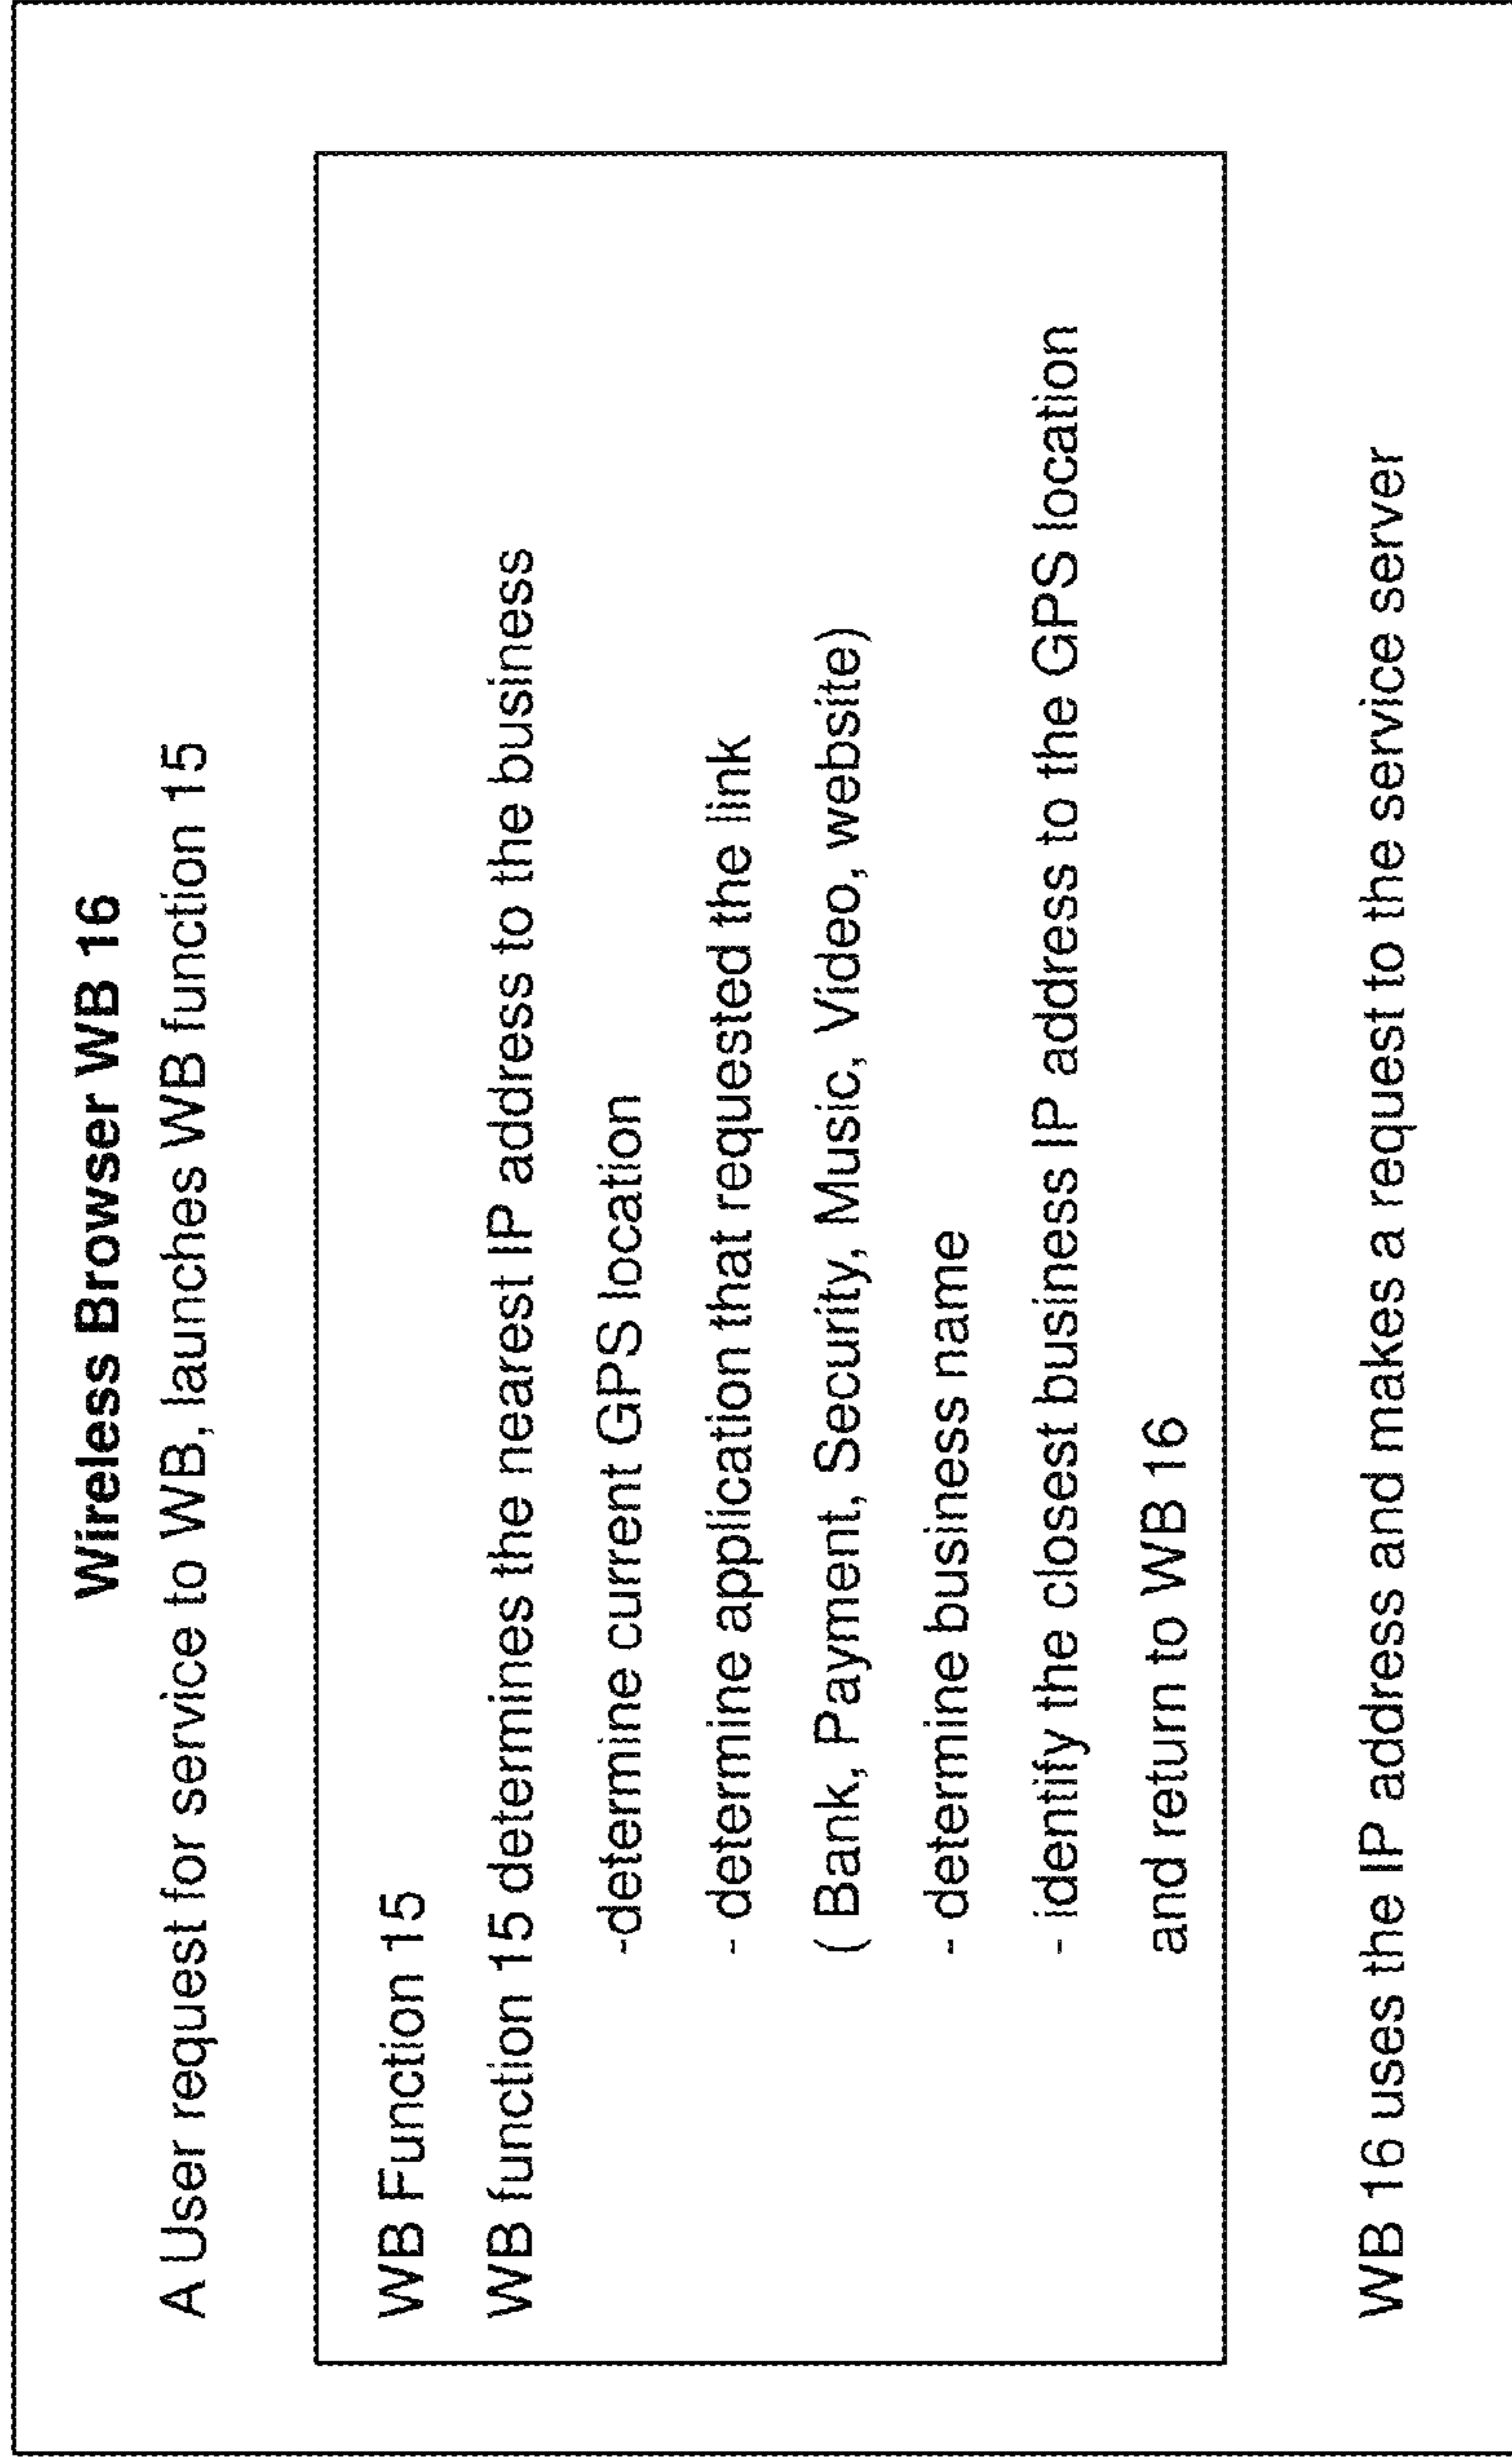 Wireless Browser WB 16
A User request for service to WB, launches WB function 15
WB Function 15
WB function 15 determines the nearest IP address to the business
-determine current GPS location
- determine application that requested the link
( Bank, Payment, Security, Music, Video, website)
- determine business name
- identify the closest business IP address to the GPS location
and return to WB 16
WB 16 uses the IP address and makes a request to the service server